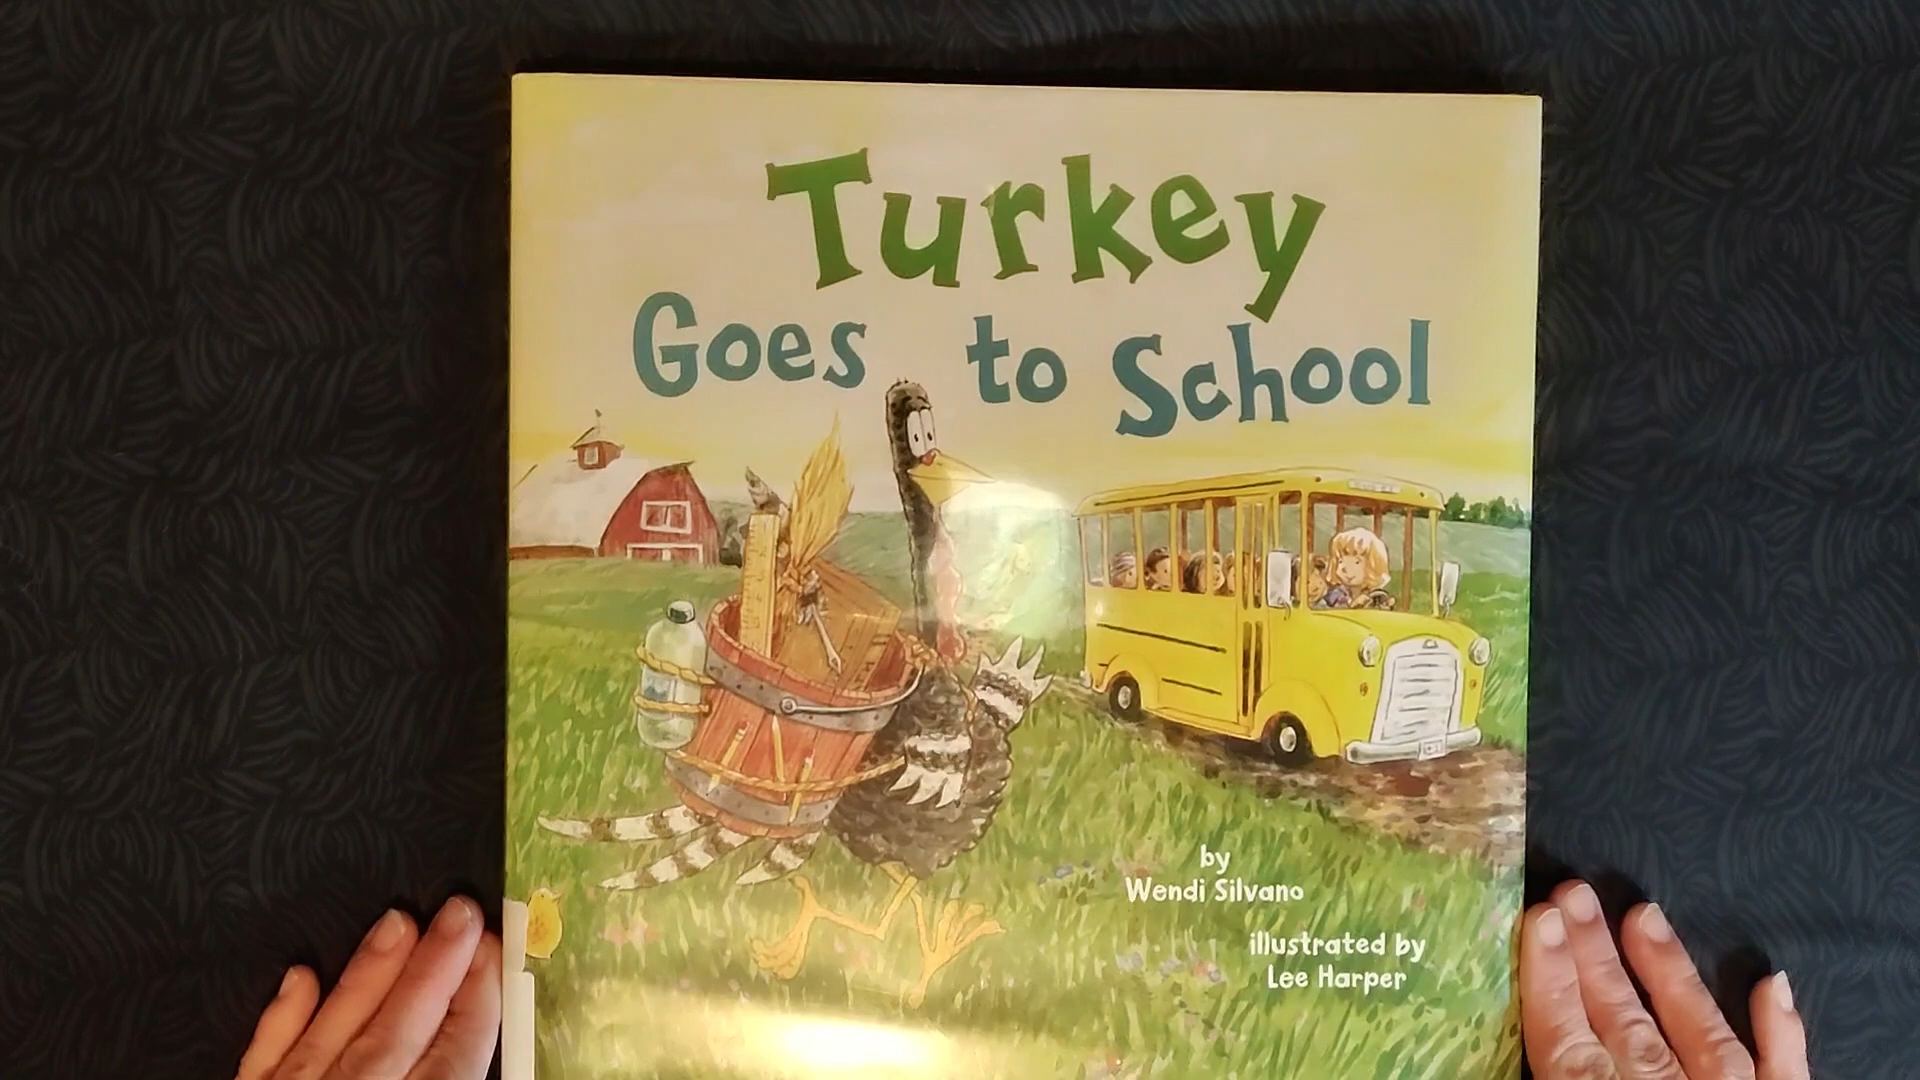 Turkey
Goes to School
by
Wendi Silvano
illustrated by
Lee Harper